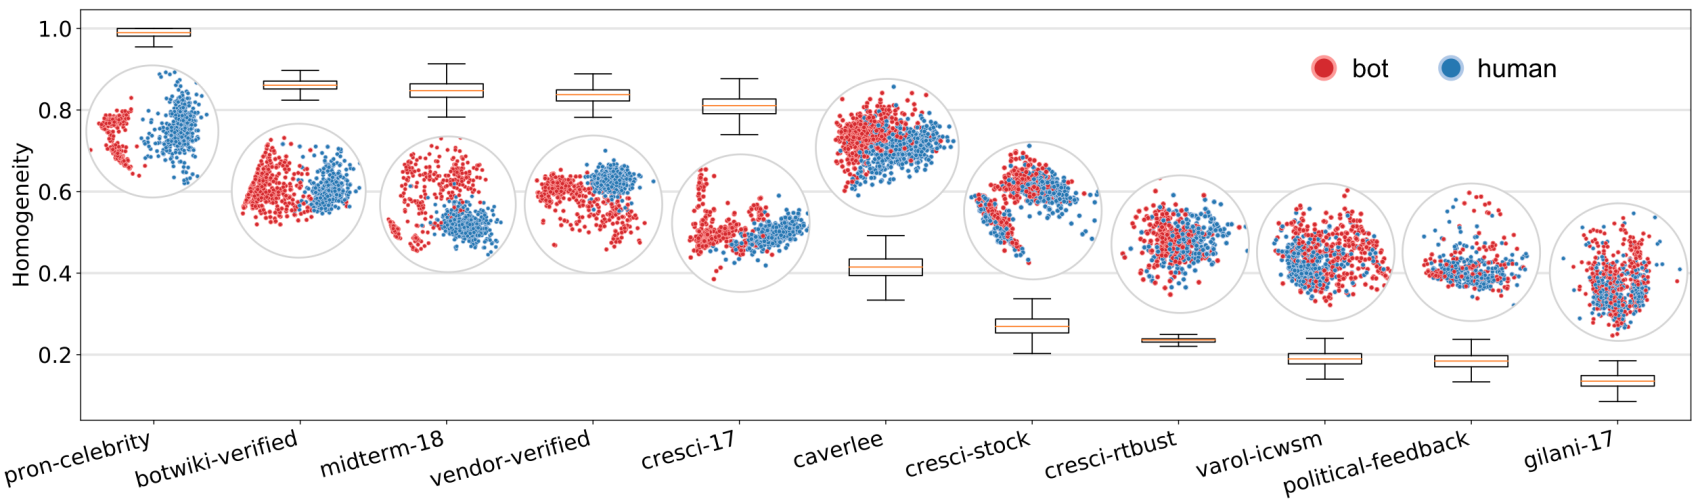 bot human
Homogeneity
1.0
0.8
0.6
0.4
0.2
pron-celebrity
botwiki-verified
midterm-18
vendor-verified
cresci-17
caverlee
cresci-stock
cresci-rtbust
varol-icwsm
political-feedback
gilani-17